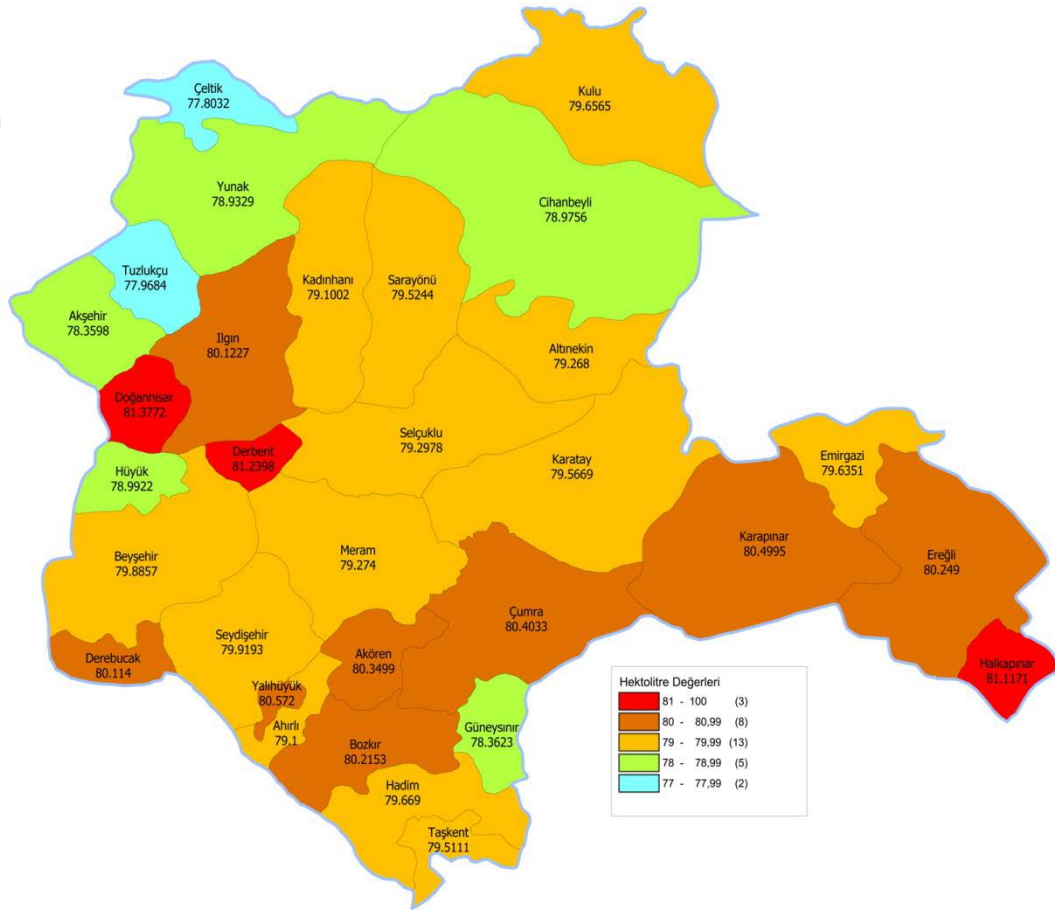 Çeltik
77.8032
Kulu
79.6565
Yunak
78.9329
Cihanbeyli
78.9756
Tuzlukçu
77.9684
Kadınhanı
79.1002
Sarayönü
79.5244
Akşehir
78.3598
Ilgın
80.1227
Altınekin
79.268
Doğanhisar
81.3772
Selçuklu
79.2978
Derbent
81.2398
Karatay
79.5669
Emirgazi
79.6351
Hüyük
78.9922
Karapınar
80.4995
Ereğli
80.249
Beyşehir
79.8857
Meram
79.274
Çumra
80.4033
Seydişehir
79.9193
Akören
80.3499
Derebucak
80.114
Halkapınar
81.1171
Yalıhüyük
80.572
Ahırlı
79.1
Güneysınır
78.3623
Bozkır
80.2153
Hadim
79.669
Taşkent
79.5111
Hektolitre Değerleri
81 - 100 (3)
80 - 80,99 (8)
79 - 79,99 (13)
78 - 78,99 (5)
77 - 77,99 (2)